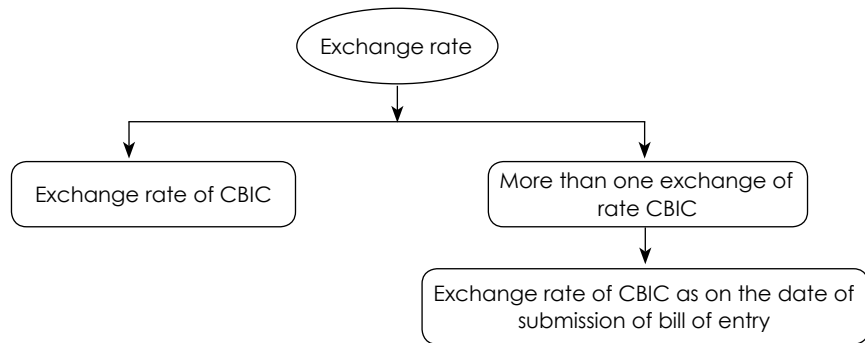 Exchange rate
Exchange rate of CBIC
More than one exchange of
rate CBIC
Exchange rate of CBIC as on the date of
submission of bill of entry